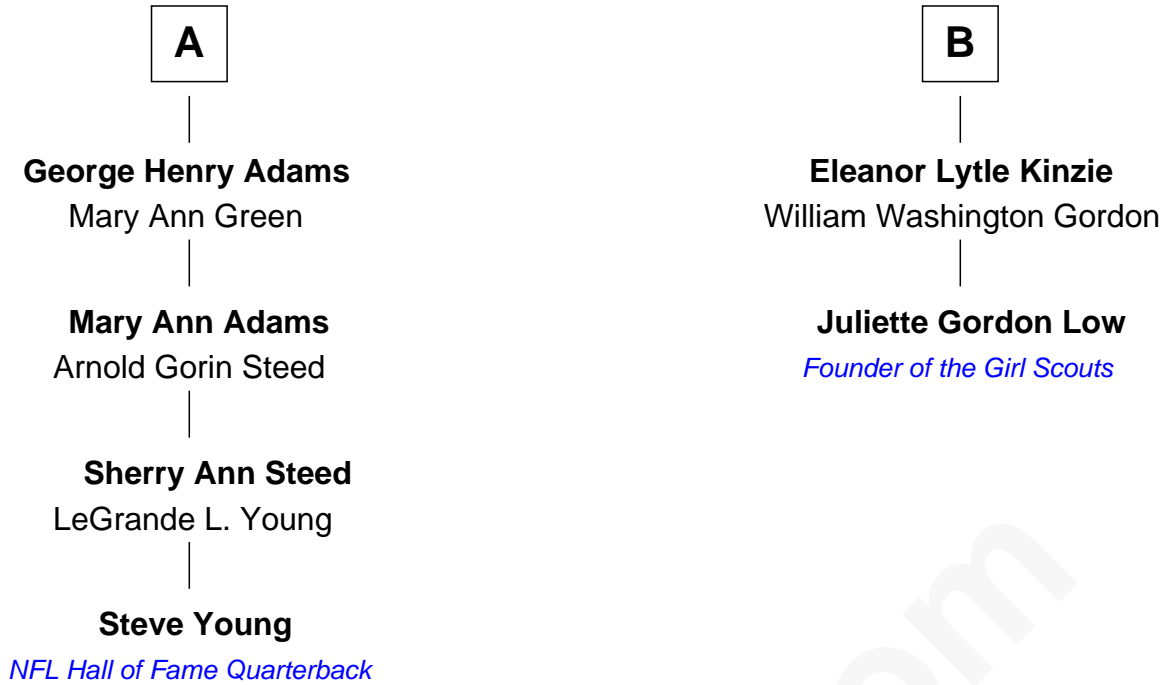 A
George Henry Adams
Mary Ann Green
Mary Ann Adams
Arnold Gorin Steed
Sherry Ann Steed
LeGrande L. Young
Steve Young
NFL Hall of Fame Quarterback
B
Eleanor Lytle Kinzie
William Washington Gordon
Juliette Gordon Low
Founder of the Girl Scouts
om